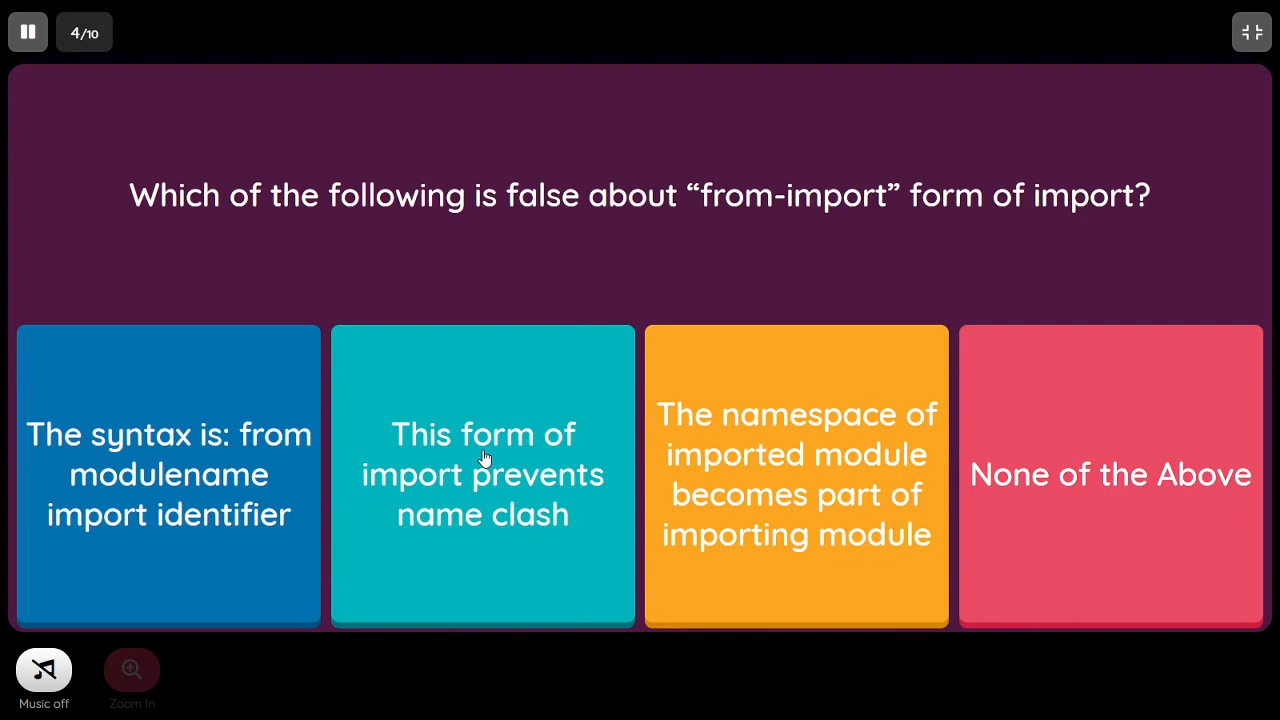 4/10
Which of the following is false about “from-import” form of import?
The syntax is: from
modulename
import identifier
This form of
import prevents
name clash
The namespace of
imported module
becomes part of
importing module
None of the Above
Music off
Zoom In